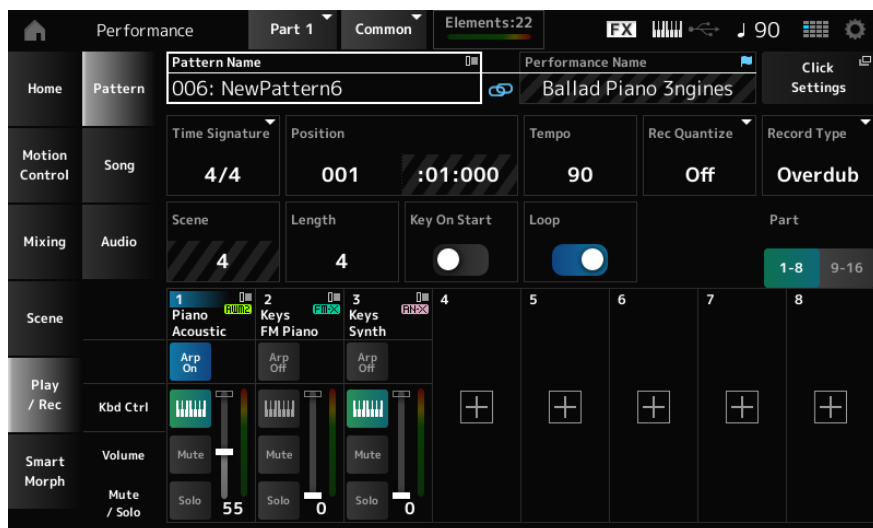 Performance
Part 1
Common
Elements:22
FX
♩ 90
Home
Pattern
Pattern Name
006: NewPattern6
Performance Name
Ballad Piano 3ngines
Click
Settings
Motion
Control
Song
Time Signature
4/4
Position
001 :01:000
Tempo
90
Rec Quantize
Off
Record Type
Overdub
Mixing
Audio
Scene
4
Length
4
Key On Start
Loop
Part
1-8 9-16
Scene
1
Piano
Acoustic
AWM2
2
Keys
FM Piano
FM-X
3
Keys
Synth
AN-X
4
5
6
7
8
Arp
On
Arp
Off
Arp
Off
Play
/ Rec
Kbd Ctrl
Smart
Morph
Volume
Mute
Mute
Mute
Mute
/ Solo
Solo
55
Solo
0
Solo
0